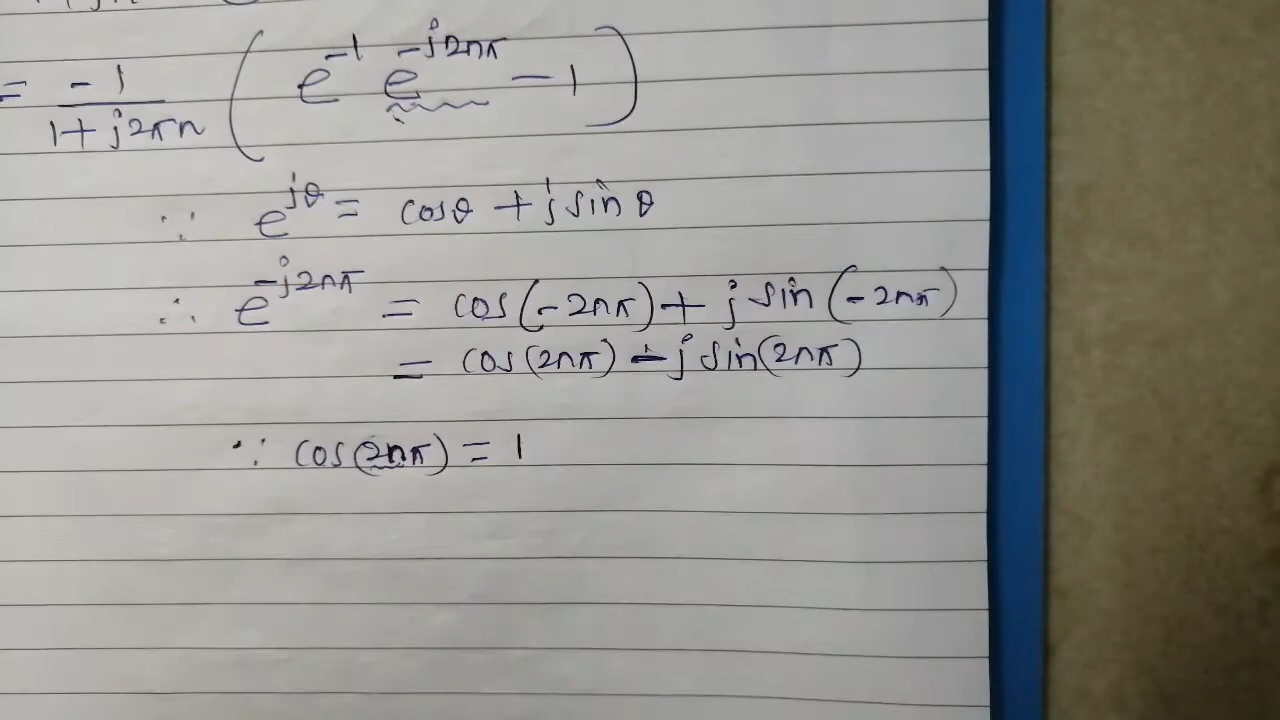 = -1/(1+j2πn) ( e^-1 e^-j2nπ - 1 )
∵ e^jθ = cosθ + j sinθ
∴ e^-j2nπ = cos(-2nπ) + j sin(-2nπ)
= cos(2nπ) - j sin(2nπ)
∵ cos(2nπ) = 1